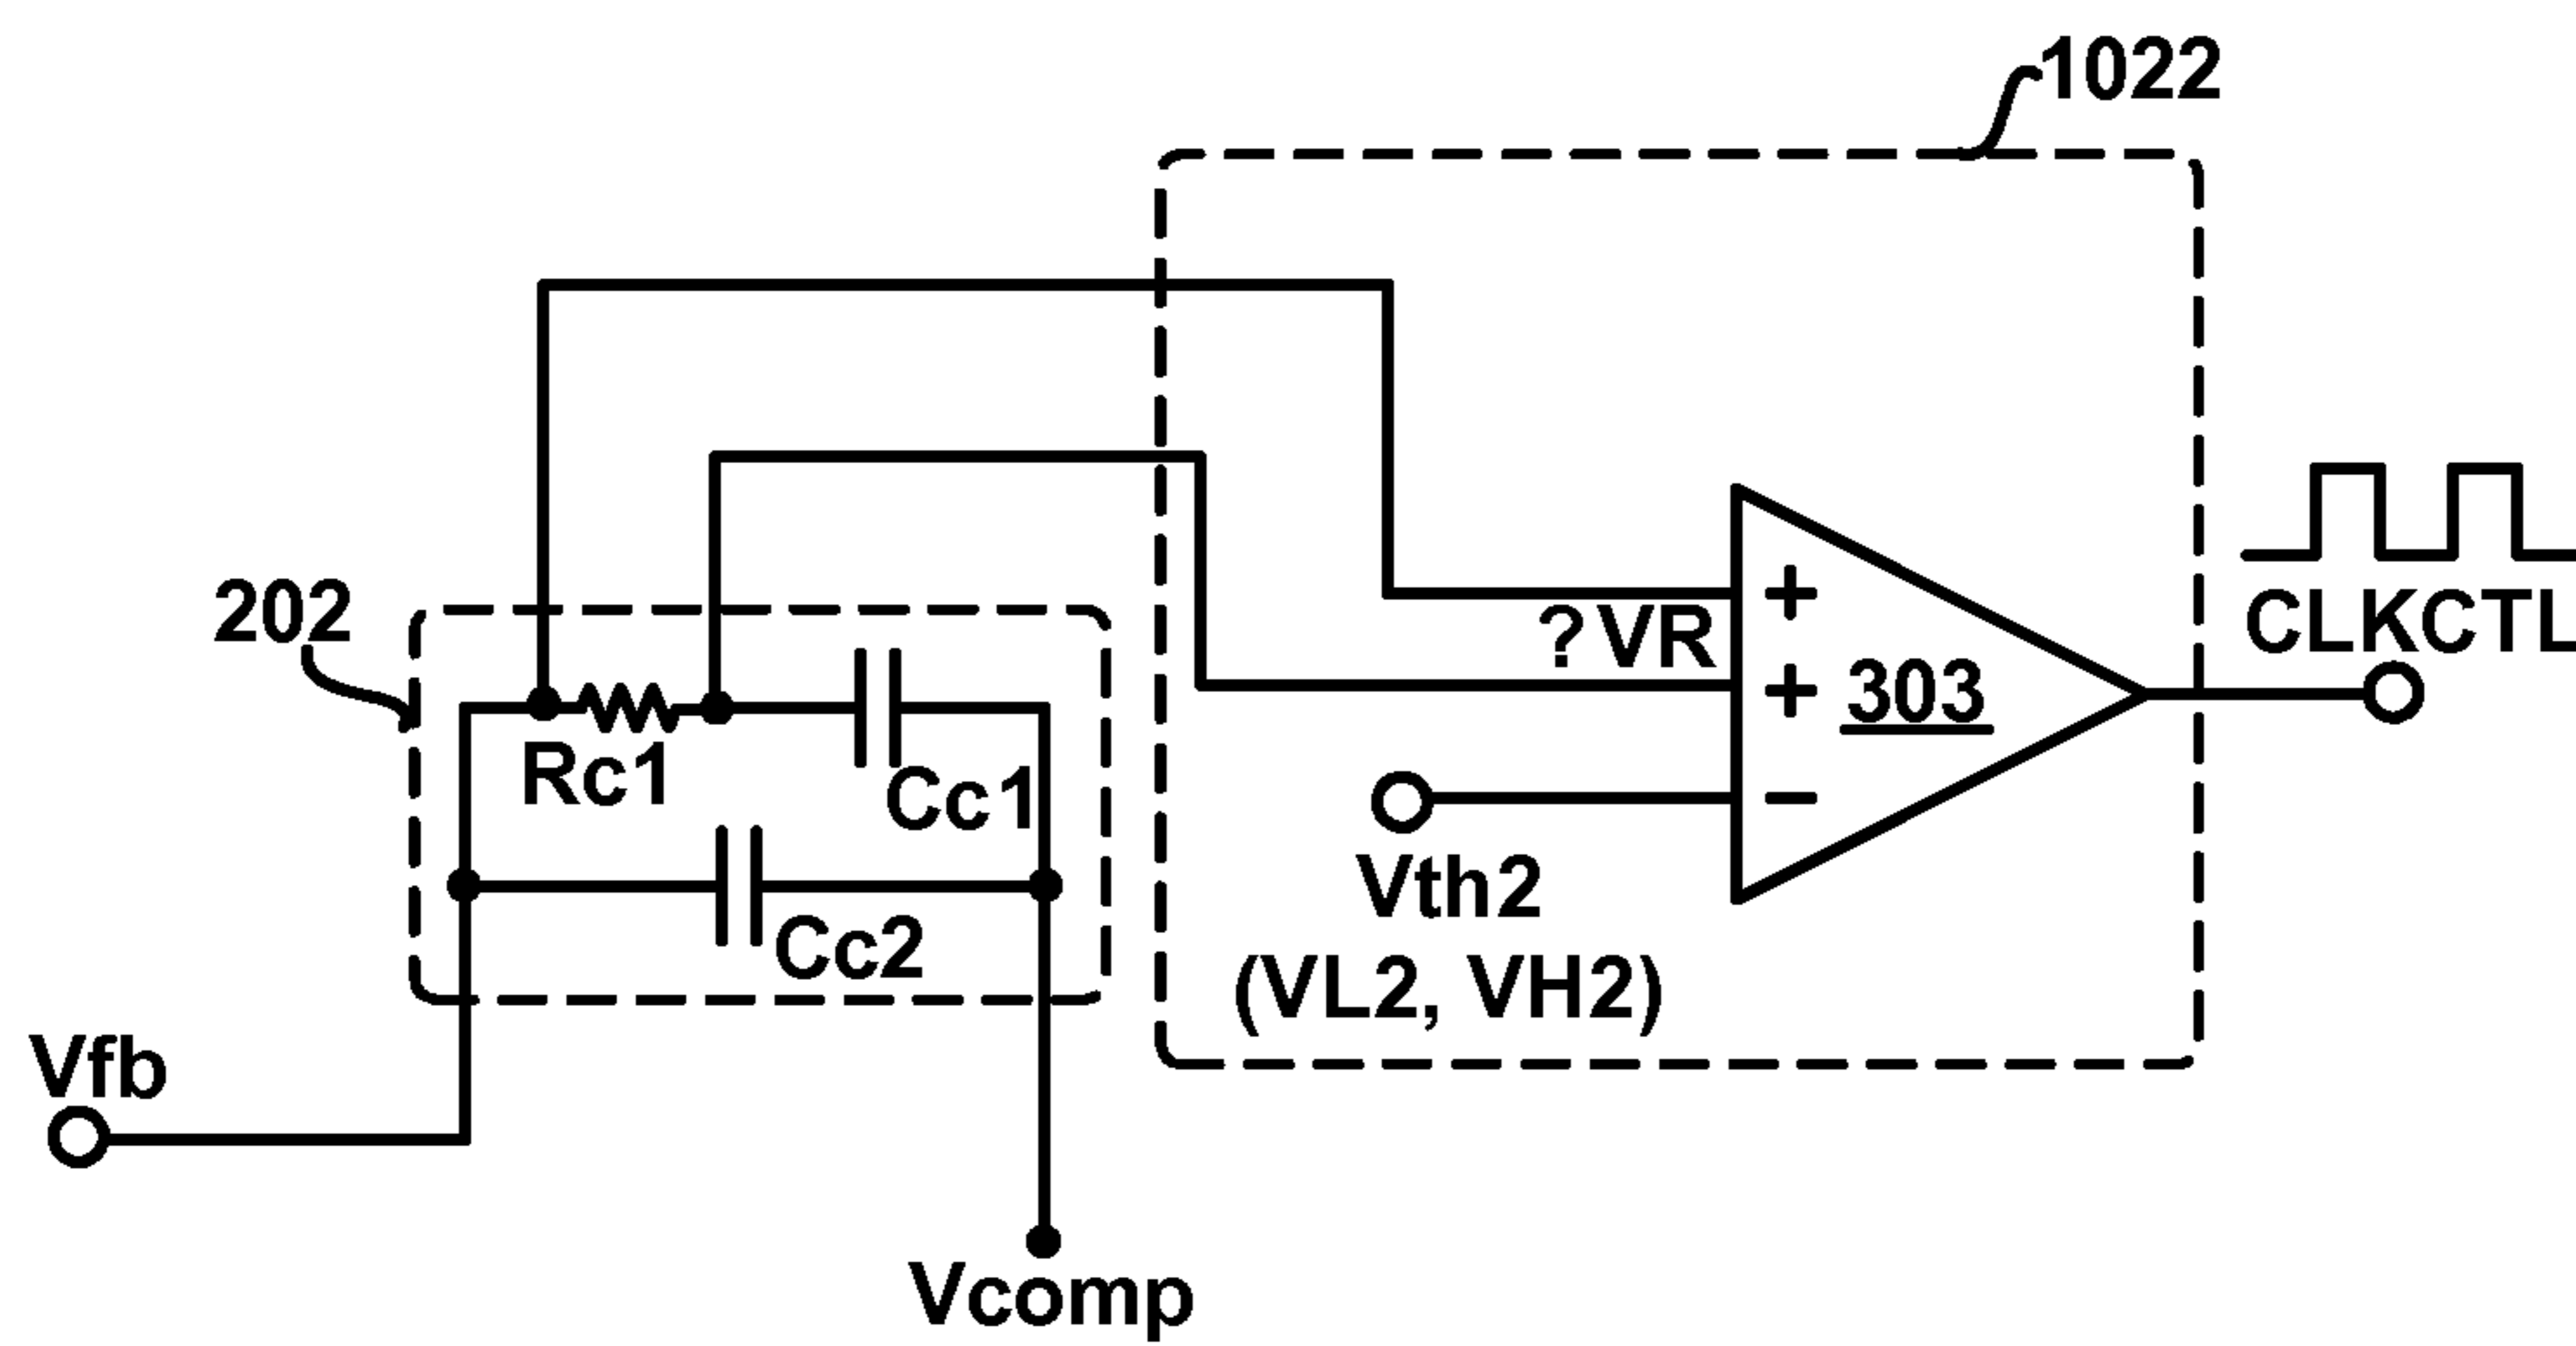 1022
202
?VR
303
CLKCTL
Rc1
Cc1
Cc2
Vth2
(VL2, VH2)
Vfb
Vcomp